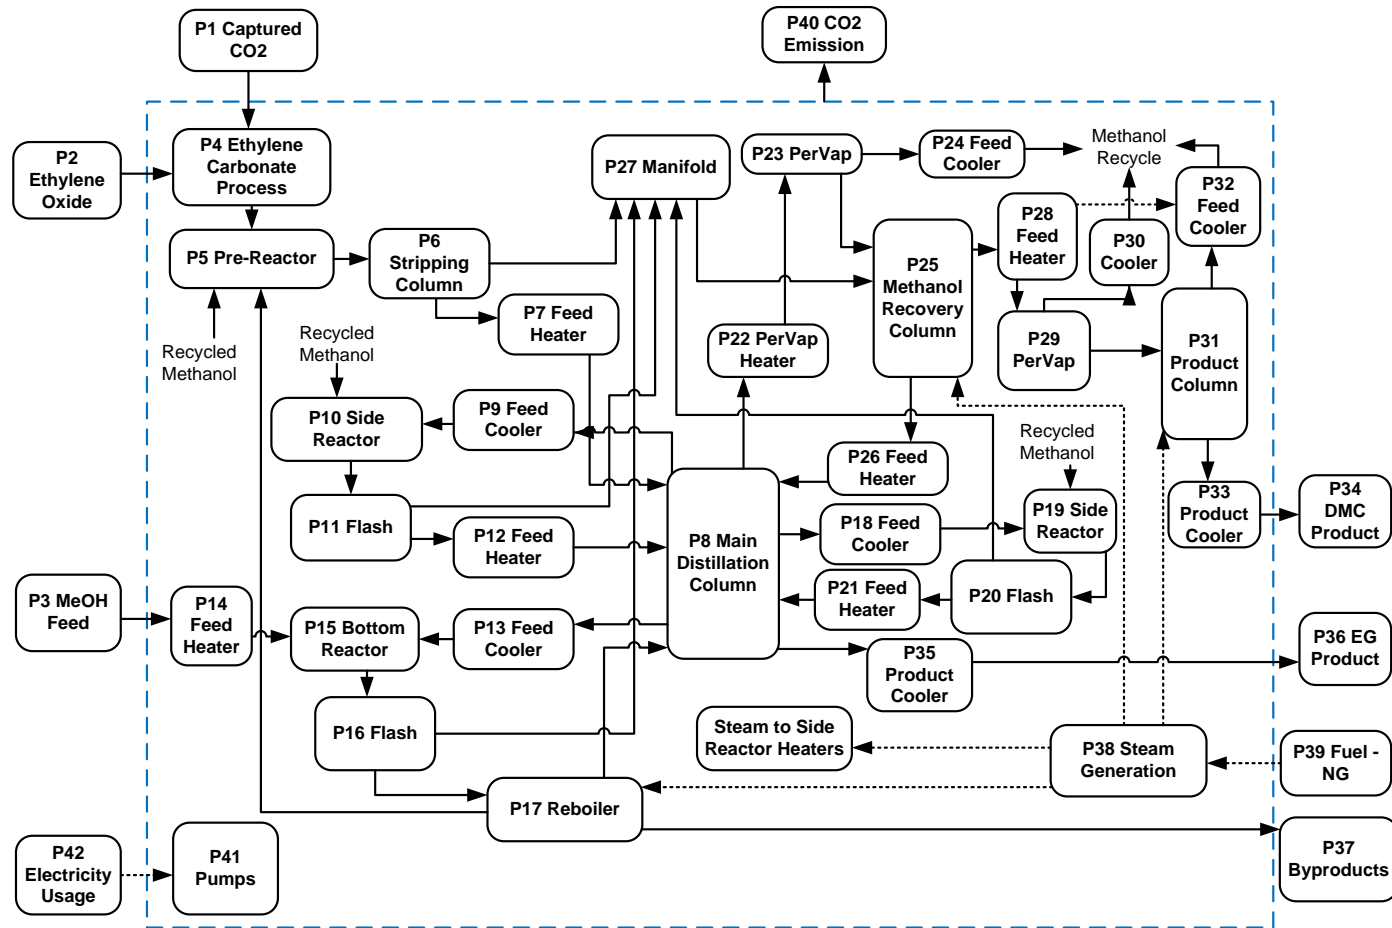 P1 Captured
CO2
P40 CO2
Emission
P2
Ethylene
Oxide
P4 Ethylene
Carbonate
Process
P27 Manifold
P23 PerVap
P24 Feed
Cooler
Methanol
Recycle
P32
Feed
Cooler
P5 Pre-Reactor
P6
Stripping
Column
P28
Feed
Heater
P30
Cooler
P25
Methanol
Recovery
Column
P7 Feed
Heater
P22 PerVap
Heater
P29
PerVap
P31
Product
Column
Recycled
Methanol
Recycled
Methanol
P10 Side
Reactor
P9 Feed
Cooler
P26 Feed
Heater
Recycled
Methanol
P11 Flash
P12 Feed
Heater
P8 Main
Distillation
Column
P18 Feed
Cooler
P19 Side
Reactor
P33
Product
Cooler
P34
DMC
Product
P3 MeOH
Feed
P14
Feed
Heater
P15 Bottom
Reactor
P13 Feed
Cooler
P21 Feed
Heater
P20 Flash
P35
Product
Cooler
P36 EG
Product
P16 Flash
Steam to Side
Reactor Heaters
P38 Steam
Generation
P39 Fuel -
NG
P17 Reboiler
P42
Electricity
Usage
P41
Pumps
P37
Byproducts